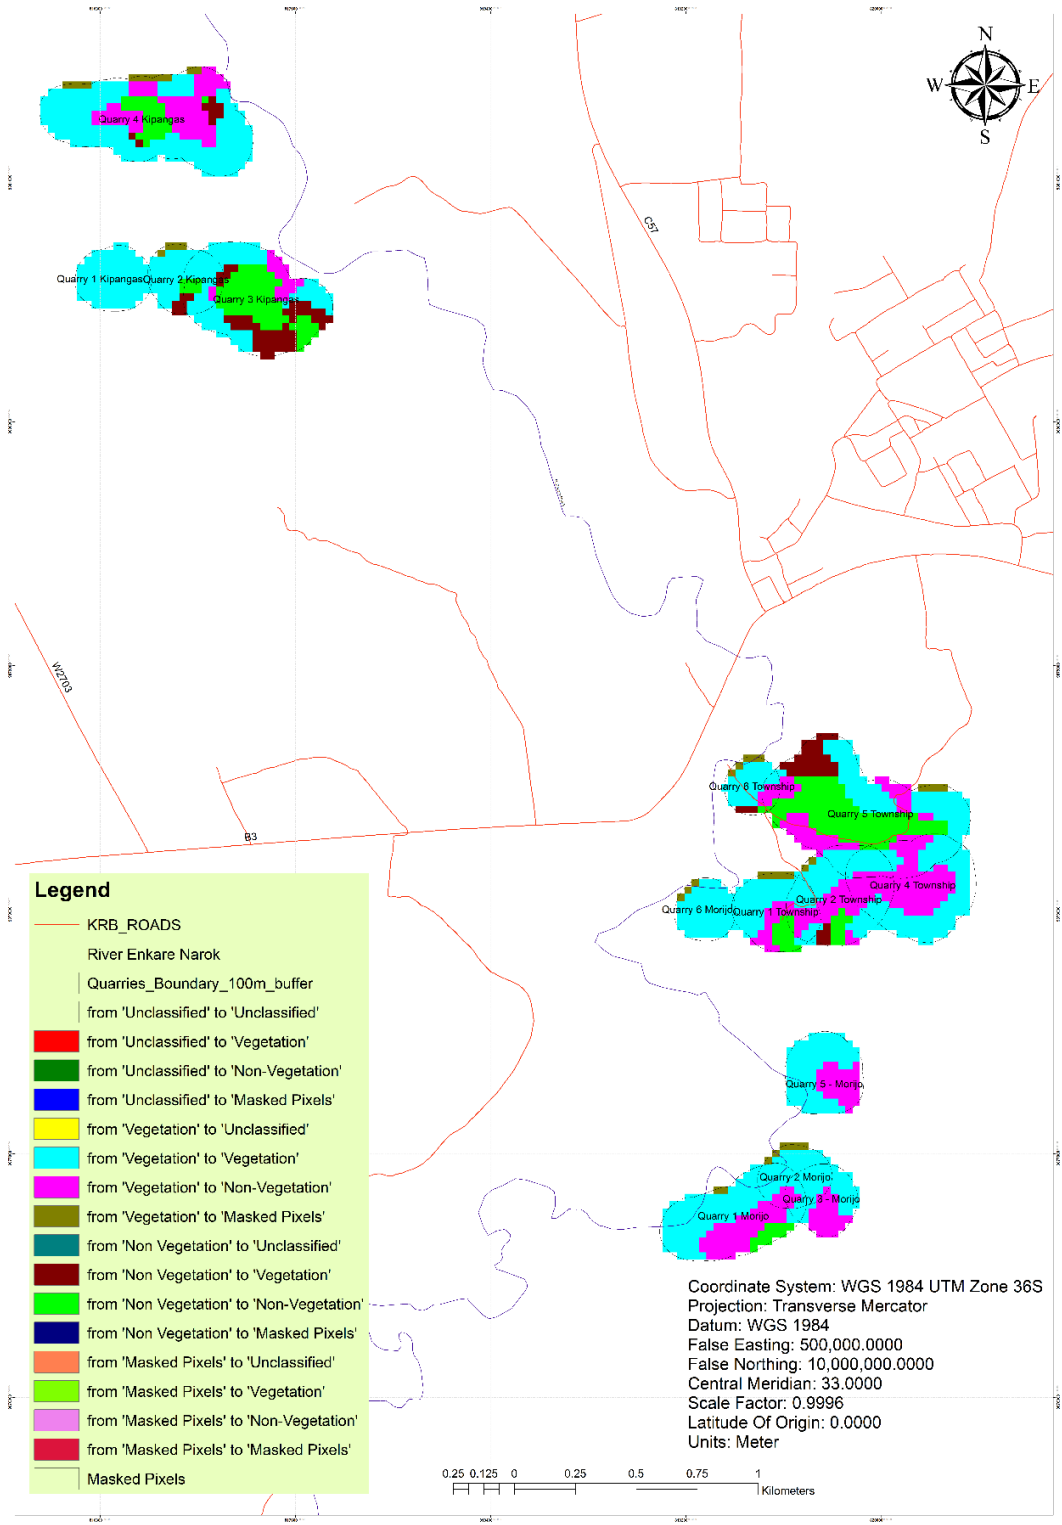 N
W E
S
Quarry 4 Kipangas
C57
Quarry 1 Kipangas
Quarry 2 Kipangas
Quarry 3 Kipangas
W2703
B3
Quarry 6 Township
Quarry 5 Township
Quarry 4 Township
Quarry 2 Township
Quarry 6 Morijo
Quarry 1 Township
Quarry 5 - Morijo
Quarry 2 Morijo
Quarry 3 - Morijo
Quarry 1 Morijo
Legend
KRB_ROADS
River Enkare Narok
Quarries_Boundary_100m_buffer
from 'Unclassified' to 'Unclassified'
from 'Unclassified' to 'Vegetation'
from 'Unclassified' to 'Non-Vegetation'
from 'Unclassified' to 'Masked Pixels'
from 'Vegetation' to 'Unclassified'
from 'Vegetation' to 'Vegetation'
from 'Vegetation' to 'Non-Vegetation'
from 'Vegetation' to 'Masked Pixels'
from 'Non Vegetation' to 'Unclassified'
from 'Non Vegetation' to 'Vegetation'
from 'Non Vegetation' to 'Non-Vegetation'
from 'Non Vegetation' to 'Masked Pixels'
from 'Masked Pixels' to 'Unclassified'
from 'Masked Pixels' to 'Vegetation'
from 'Masked Pixels' to 'Non-Vegetation'
from 'Masked Pixels' to 'Masked Pixels'
Masked Pixels
Coordinate System: WGS 1984 UTM Zone 36S
Projection: Transverse Mercator
Datum: WGS 1984
False Easting: 500,000.0000
False Northing: 10,000,000.0000
Central Meridian: 33.0000
Scale Factor: 0.9996
Latitude Of Origin: 0.0000
Units: Meter
0.25 0.125 0 0.25 0.5 0.75 1
Kilometers